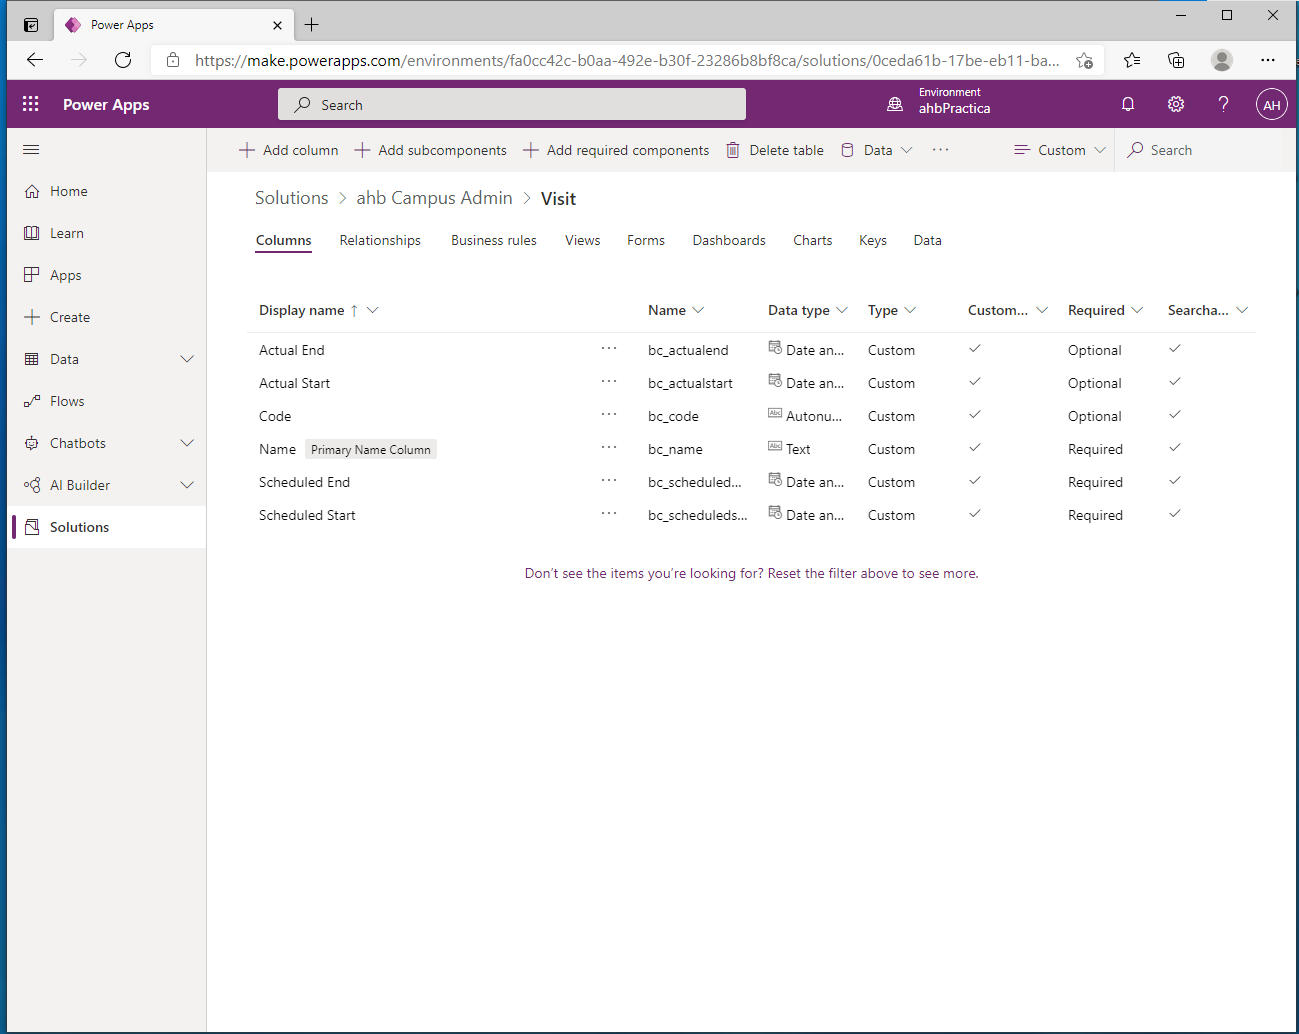 Power Apps
https://make.powerapps.com/environments/fa0cc42c-b0aa-492e-b30f-23286b8bf8ca/solutions/0ceda61b-17be-eb11-ba...
Power Apps
Search
Environment
ahbPractica
?
AH
Add column
Add subcomponents
Add required components
Delete table
Data
...
Custom
Search
Home
Learn
Apps
Create
Data
Flows
Chatbots
AI Builder
Solutions
Solutions > ahb Campus Admin > Visit
Columns Relationships Business rules Views Forms Dashboards Charts Keys Data
Display name ↑ Name Data type Type Custom... Required Searcha...
Actual End ... bc_actualend Date an... Custom Optional
Actual Start ... bc_actualstart Date an... Custom Optional
Code ... bc_code Abc Autonu... Custom Optional
Name Primary Name Column ... bc_name Abc Text Custom Required
Scheduled End ... bc_scheduled... Date an... Custom Required
Scheduled Start ... bc_scheduleds... Date an... Custom Required
Don't see the items you're looking for? Reset the filter above to see more.